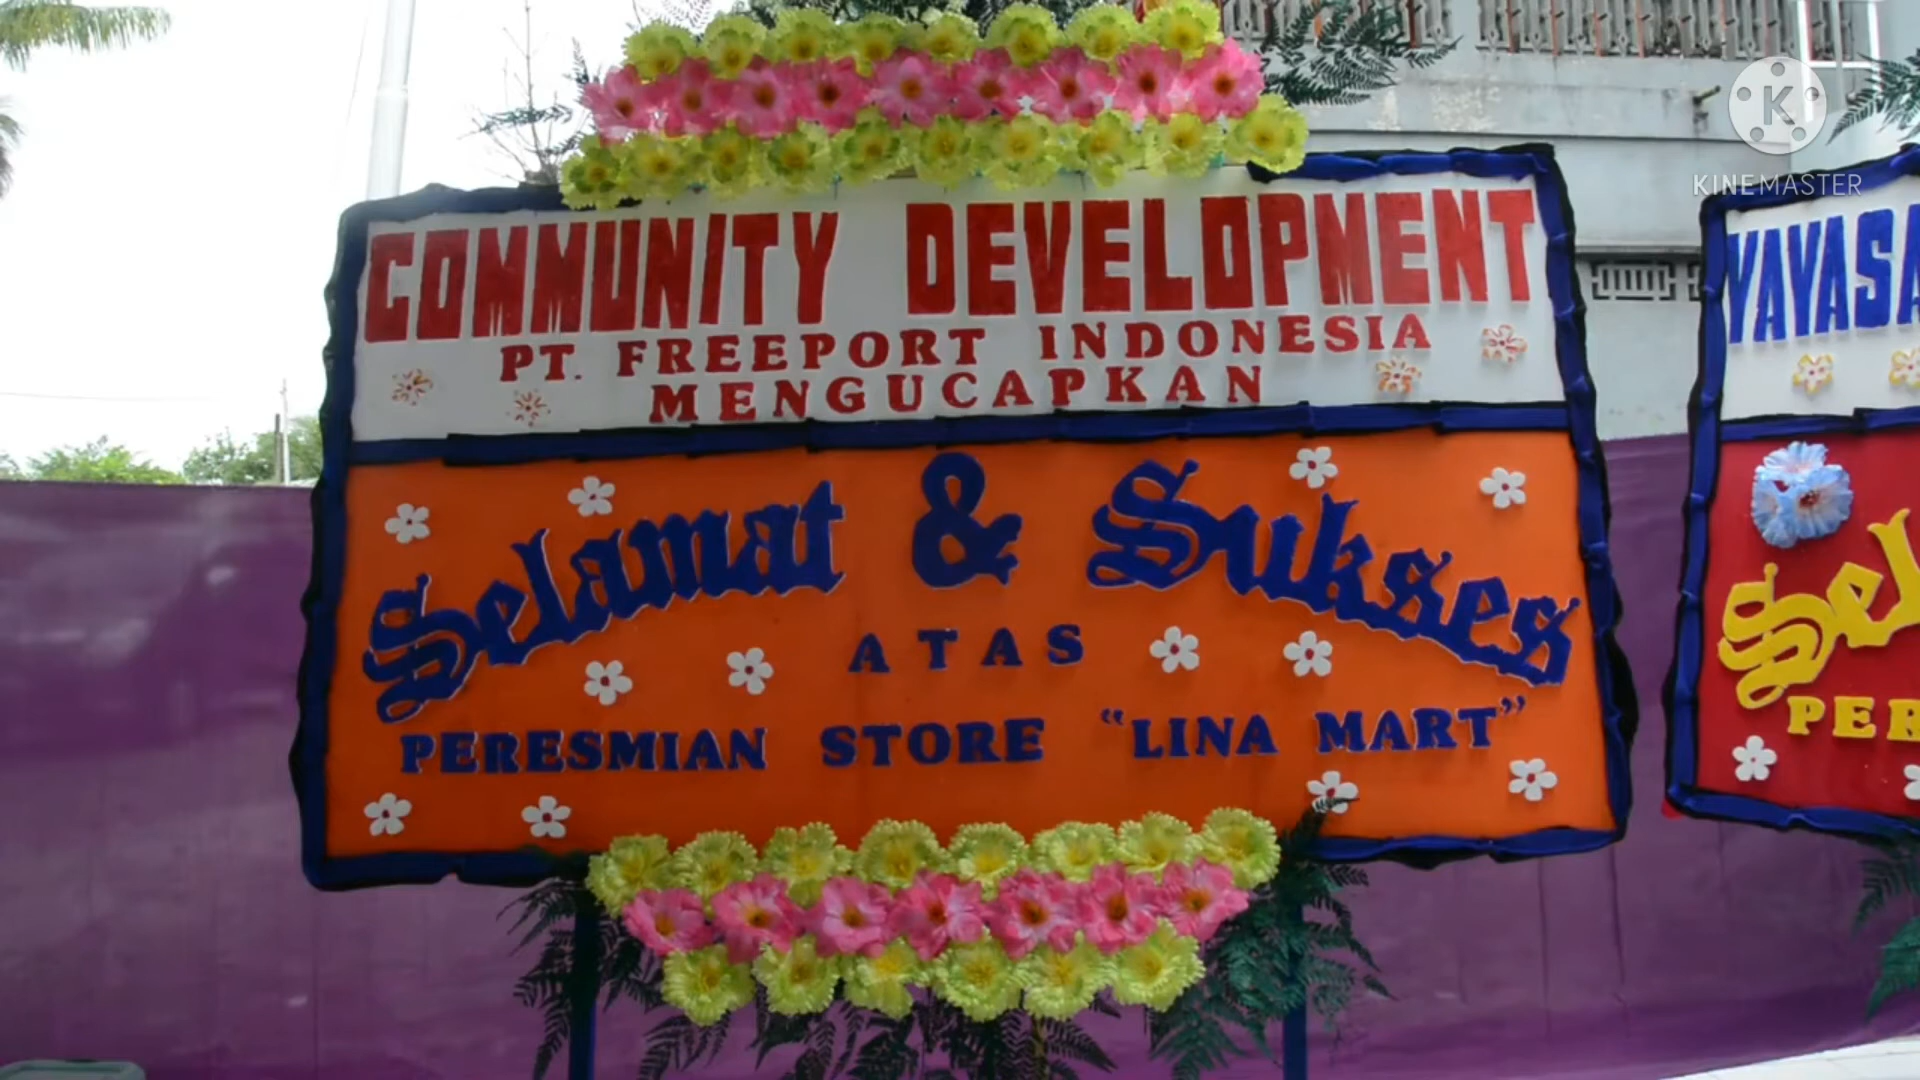 COMMUNITY DEVELOPMENT
PT. FREEPORT INDONESIA
MENGUCAPKAN
Selamat & Sukses
ATAS
PERESMIAN STORE "LINA MART"
KINEMASTER